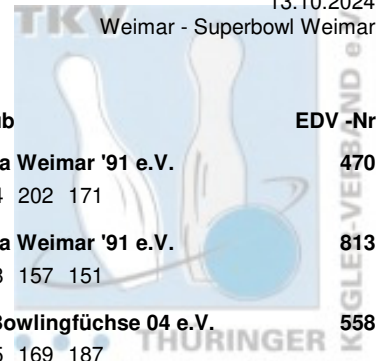 13.10.2024
TKV
Weimar - Superbowl Weimar
ub EDV -Nr
a Weimar '91 e.V. 470
4 202 171
a Weimar '91 e.V. 813
3 157 151
Bowlingfüchse 04 e.V. 558
5 169 187
THÜRINGER
KEGLER-VERBAND e.V.